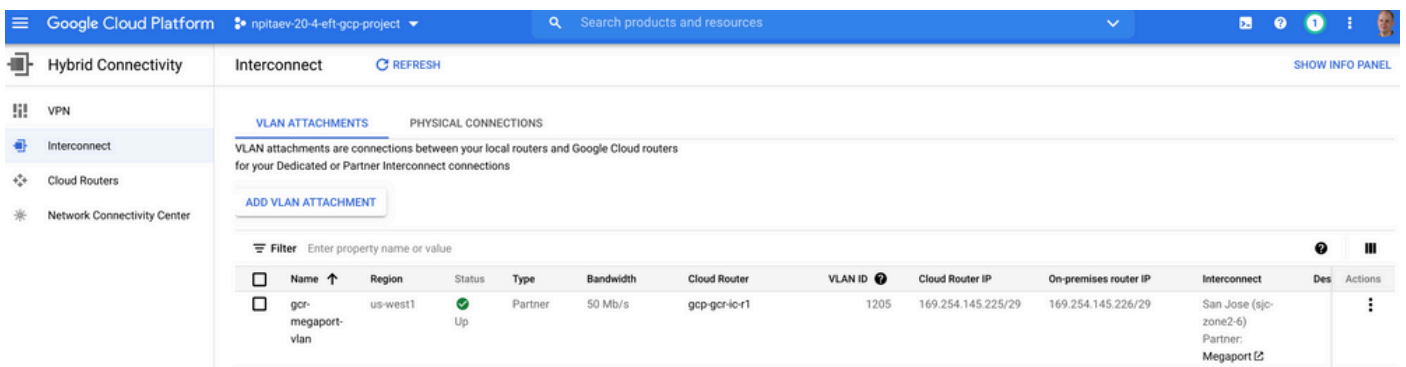 Google Cloud Platform npitaev-20-4-eft-gcp-project Search products and resources 1
Hybrid Connectivity Interconnect REFRESH SHOW INFO PANEL
VPN
Interconnect
Cloud Routers
Network Connectivity Center
VLAN ATTACHMENTS PHYSICAL CONNECTIONS
VLAN attachments are connections between your local routers and Google Cloud routers
for your Dedicated or Partner Interconnect connections
ADD VLAN ATTACHMENT
Filter Enter property name or value
Name Region Status Type Bandwidth Cloud Router VLAN ID Cloud Router IP On-premises router IP Interconnect Des Actions
gcr- us-west1 Partner 50 Mb/s gcp-gcr-ic-r1 1205 169.254.145.225/29 169.254.145.226/29 San Jose (sjc-
megaport- Up zone2-6)
vlan Partner:
Megaport